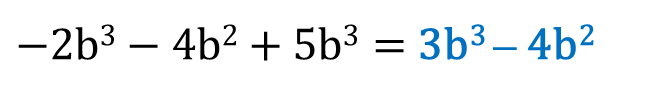 −2b³ − 4b² + 5b³ = 3b³ – 4b²